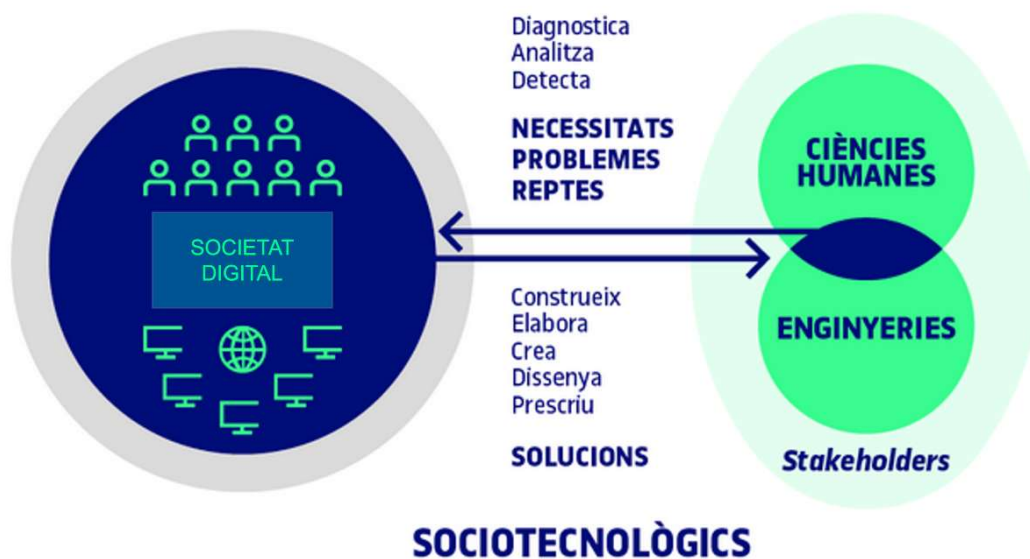 SOCIETAT
DIGITAL
Diagnostica
Analitza
Detecta
NECESSITATS
PROBLEMES
REPTES
Construeix
Elabora
Crea
Dissenya
Prescriu
SOLUCIONS
CIÈNCIES
HUMANES
ENGINYERIES
Stakeholders
SOCIOTECNOLÒGICS